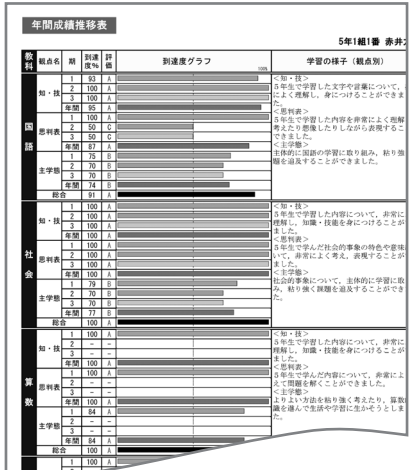 年間成績推移表
5年1組1番 赤井
教科 観点名 期 到達度% 評価 到達度グラフ 学習の様子（観点別）
100%
国語
知・技
1 93 A
2 100 A
3 100 A
年間 95 A
思判表
1 100 A
2 50 C
3 50 C
年間 87 A
主学態
1 75 B
2 70 B
3 70 B
年間 74 B
総合 91 A
＜知・技＞
５年生で学習した文字や言葉について、
によく理解し、身につけることができま
た。
＜思判表＞
５年生で学習した内容を非常によく理解
考えたり想像したりしながら表現するこ
できました。
＜主学態＞
主体的に国語の学習に取り組み、粘り強
題を追及することができました。
社会
知・技
1 100 A
2 100 A
3 100 A
年間 100 A
思判表
1 100 A
2 100 A
3 100 A
年間 100 A
主学態
1 79 B
2 70 B
3 70 B
年間 77 B
総合 100 A
＜知・技＞
５年生で学習した内容について、非常に
理解し、知識・技能を身につけることが
ました。
＜思判表＞
５年生で学んだ社会的事象の特色や意味
いて、非常によく考え、表現することが
ました。
＜主学態＞
社会的事象について、主体的に学習に取
み、粘り強く課題を追及することができ
た。
算数
知・技
1 100 A
2 － －
3 － －
年間 100 A
思判表
1 100 A
2 － －
3 － －
年間 100 A
主学態
1 84 A
2 － －
3 － －
年間 84 A
総合 100 A
＜知・技＞
５年生で学習した内容について、非常に
理解し、知識・技能を身につけることが
ました。
＜思判表＞
５年生で学んだ内容について、非常によ
えて問題を解くことができました。
＜主学態＞
よりよい方法を粘り強く考えたり、算数
識を進んで生活や学習に生かそうとしま
た。
1 100 A